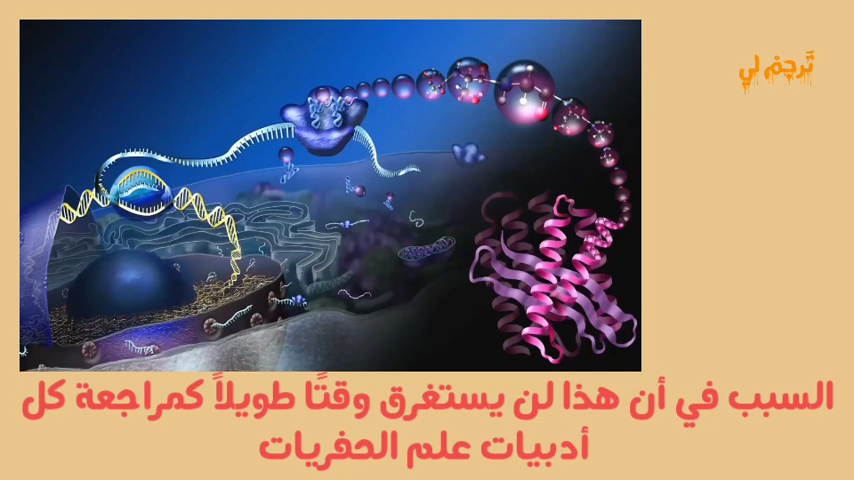 تَّرجِمْ لي
السبب في أن هذا لن يستغرق وقتًا طويلاً كمراجعة كل
أدبيات علم الحفريات